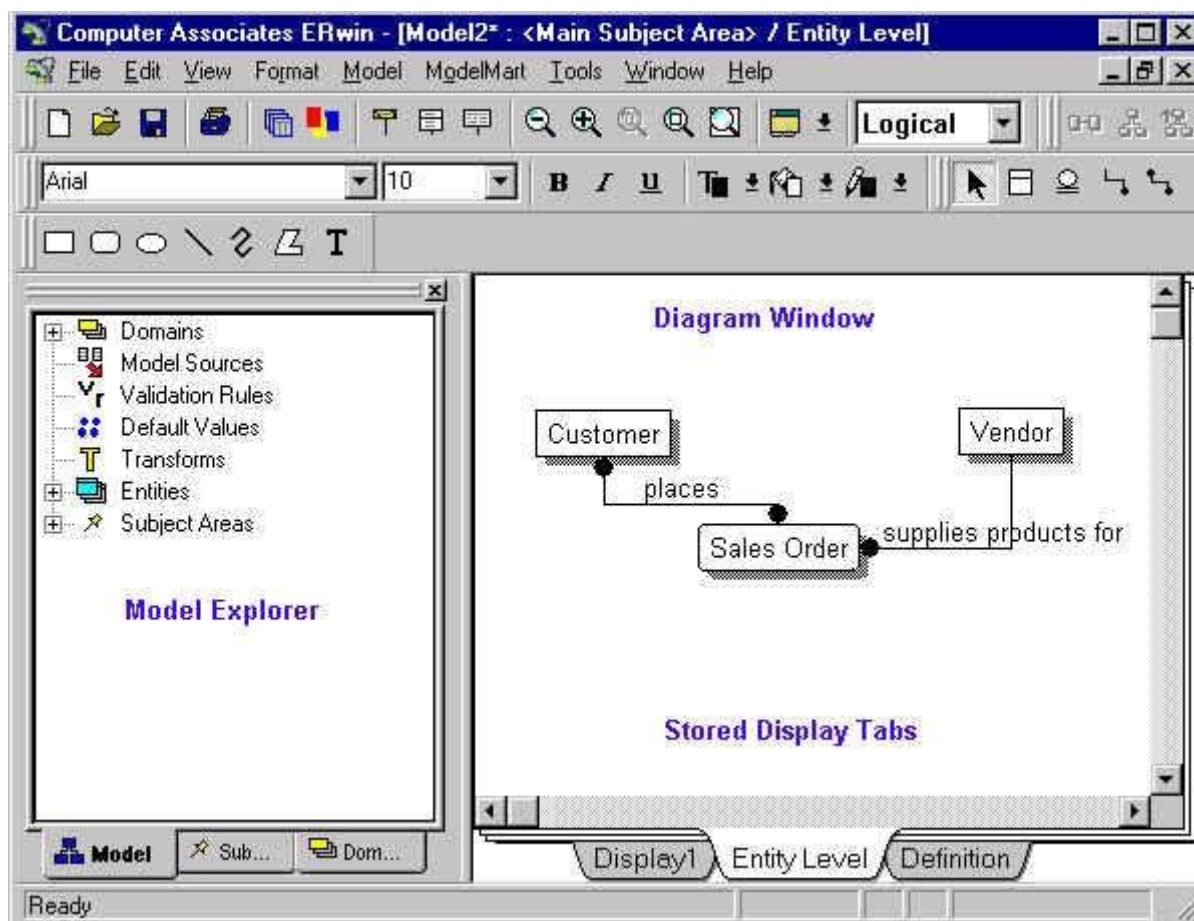 Computer Associates ERwin - [Model2* : <Main Subject Area> / Entity Level]
File Edit View Format Model ModelMart Tools Window Help
Logical
Arial 10 B I U T
T
Domains
Model Sources
Validation Rules
Default Values
Transforms
Entities
Subject Areas
Model Explorer
Model Sub... Dom...
Diagram Window
Customer
Vendor
places
supplies products for
Sales Order
Stored Display Tabs
Display1 Entity Level Definition
Ready